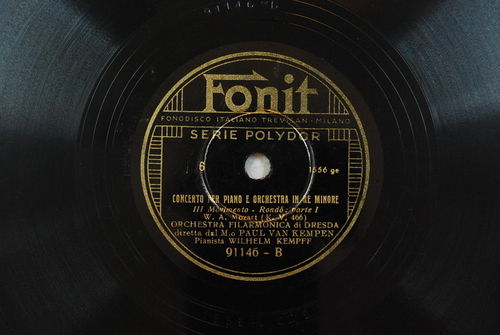 91146
Fonit
FONODISCO ITALIANO TREVISAN - MILANO
SERIE POLYDOR
6 1556 ge
CONCERTO PER PIANO E ORCHESTRA IN RE MINORE
III Movimento - Rondò, parte I
W. A. Mozart (K. V. 466)
ORCHESTRA FILARMONICA di DRESDA
diretta dal M.o PAUL VAN KEMPEN
Pianista WILHELM KEMPFF
91146 - B